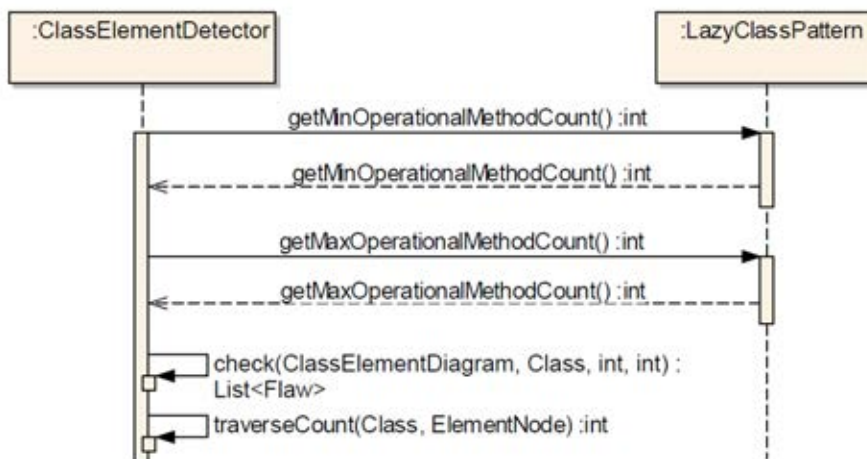 :ClassElementDetector
:LazyClassPattern
getMinOperationalMethodCount() :int
getMinOperationalMethodCount() :int
getMaxOperationalMethodCount() :int
getMaxOperationalMethodCount() :int
check(ClassElementDiagram, Class, int, int) :
List<Flaw>
traverseCount(Class, ElementNode) :int